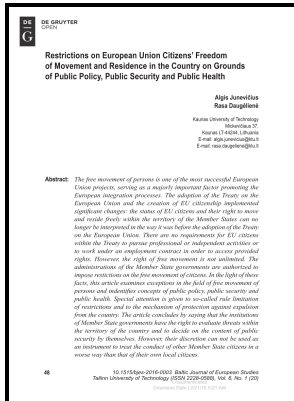 DE
G
DE GRUYTER
OPEN
Restrictions on European Union Citizens' Freedom
of Movement and Residence in the Country on Grounds
of Public Policy, Public Security and Public Health
Algis Junevičius
Rasa Daugėlienė
Kaunas University of Technology
Mickevičiaus 37,
Kaunas LT-44244, Lithuania
E-mail: algis.junevicius@ktu.lt
E-mail: rasa.daugeliene@ktu.lt
Abstract: The free movement of persons is one of the most successful European
Union projects, serving as a majorly important factor promoting the
European integration processes. The adoption of the Treaty on the
European Union and the creation of EU citizenship implemented
significant changes: the status of EU citizens and their right to move
and reside freely within the territory of the Member States can no
longer be interpreted in the way it was before the adoption of the Treaty
on the European Union. There are no requirements for EU citizens
within the Treaty to pursue professional or independent activities or
to work under an employment contract in order to access provided
rights. However, the right of free movement is not unlimited. The
administrations of the Member State governments are authorized to
impose restrictions on the free movement of citizens. In the light of these
facts, this article examines exceptions in the field of free movement of
persons and indentifies concepts of public policy, public security and
public health. Special attention is given to so-called rule limitation
of restrictions and to the mechanism of protection against expulsion
from the country. The article concludes by saying that the institutions
of Member State governments have the right to evaluate threats within
the territory of the country and to decide on the content of public
security by themselves. However, their discretion cannot be used as
an instrument to treat the conduct of other Member State citizens in a
worse way than that of their own local citizens.
48
10.1515/bjes-2016-0003 Baltic Journal of European Studies
Tallinn University of Technology (ISSN 2228-0588), Vol. 6, No. 1 (20)